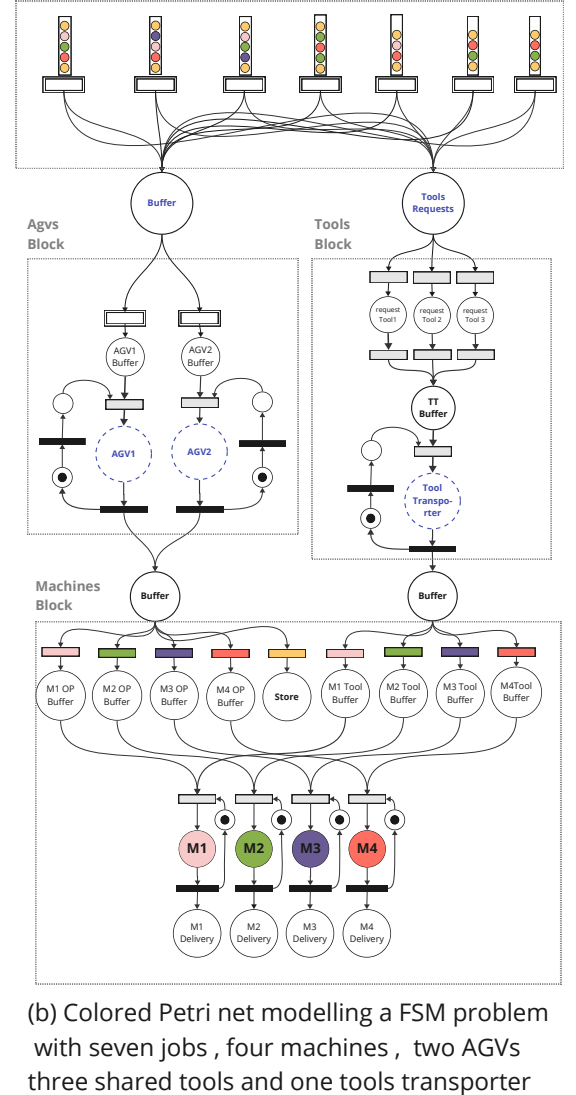 Buffer
Tools
Requests
Agvs
Block
Tools
Block
request
Tool1
request
Tool 2
request
Tool 3
AGV1
Buffer
AGV2
Buffer
TT
Buffer
AGV1
AGV2
Tool
Transpo-
rter
Machines
Block
Buffer
Buffer
M1 OP
Buffer
M2 OP
Buffer
M3 OP
Buffer
M4 OP
Buffer
Store
M1 Tool
Buffer
M2 Tool
Buffer
M3 Tool
Buffer
M4Tool
Buffer
M1
M2
M3
M4
M1
Delivery
M2
Delivery
M3
Delivery
M4
Delivery
(b) Colored Petri net modelling a FSM problem
with seven jobs , four machines , two AGVs
three shared tools and one tools transporter